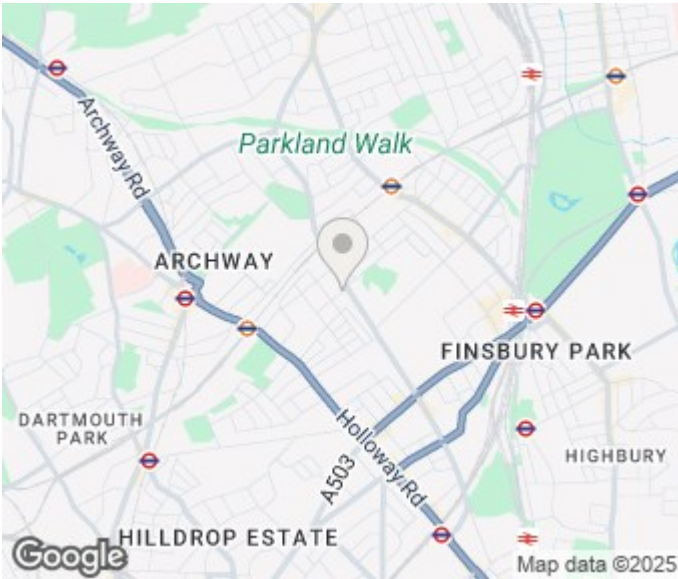 Archway Rd
Parkland Walk
ARCHWAY
FINSBURY PARK
DARTMOUTH
PARK
Holloway Rd
A503
HIGHBURY
HILLDROP ESTATE
Google
Map data ©2025